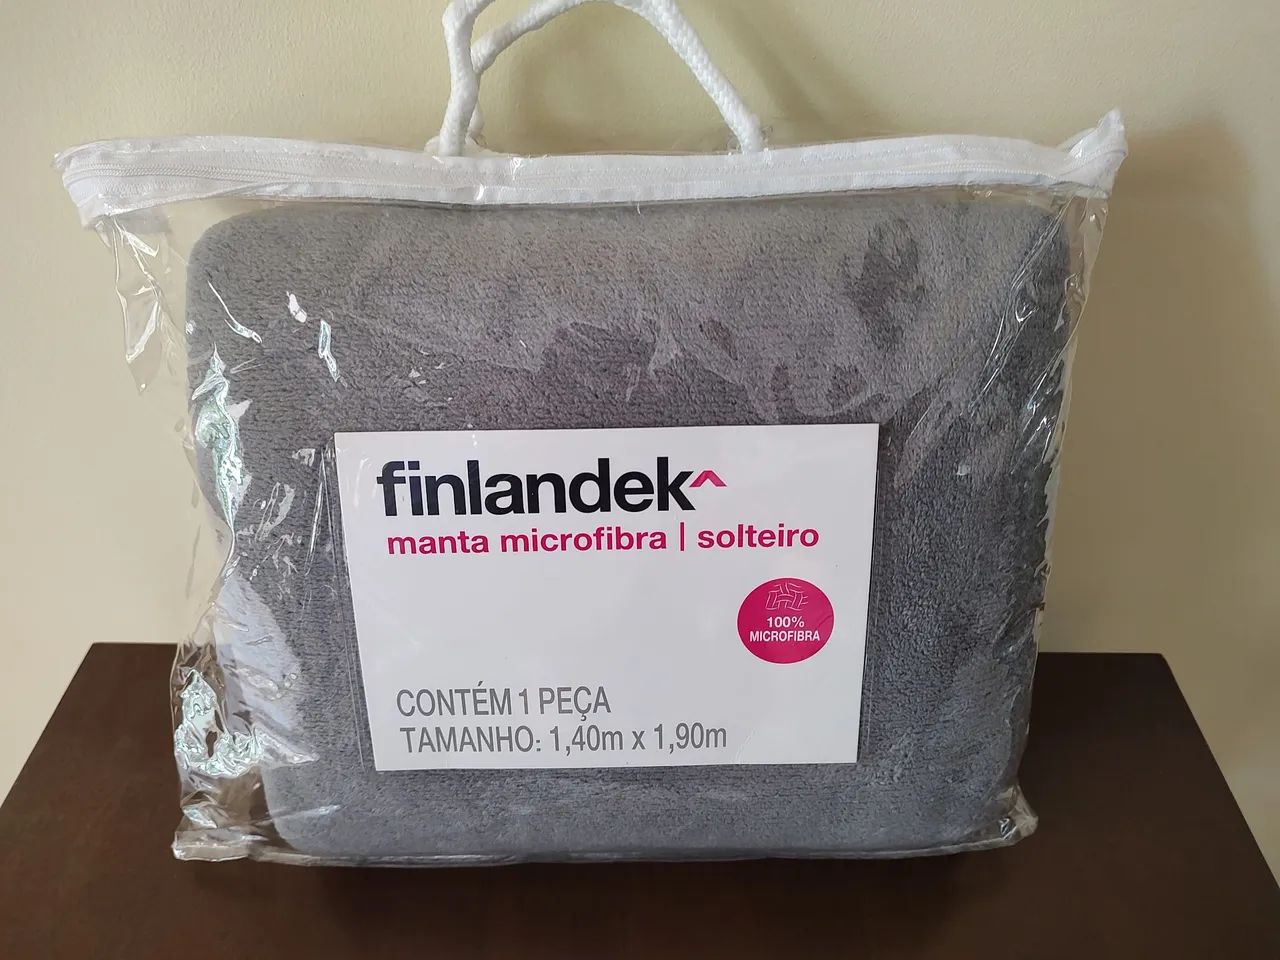 finlandek
manta microfibra | solteiro
100%
MICROFIBRA
CONTÉM 1 PEÇA
TAMANHO: 1,40m x 1,90m